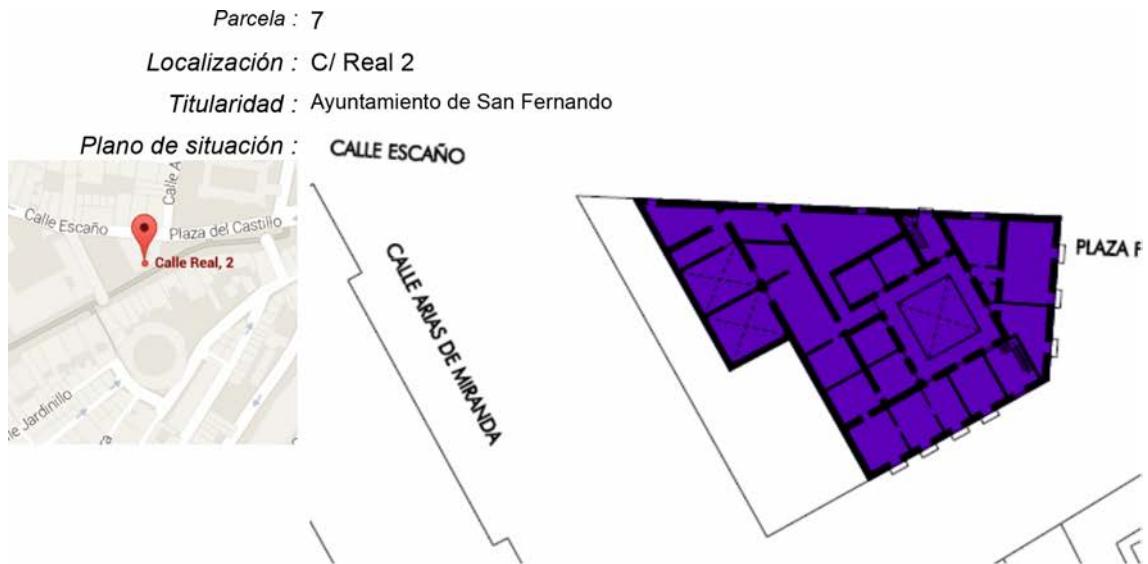 Parcela : 7
Localización : C/ Real 2
Titularidad : Ayuntamiento de San Fernando
Plano de situación :
CALLE ESCAÑO
Calle A
Calle Escaño
Plaza del Castillo
Calle Real, 2
CALLE ARIAS DE MIRANDA
PLAZA F
le Jardinillo